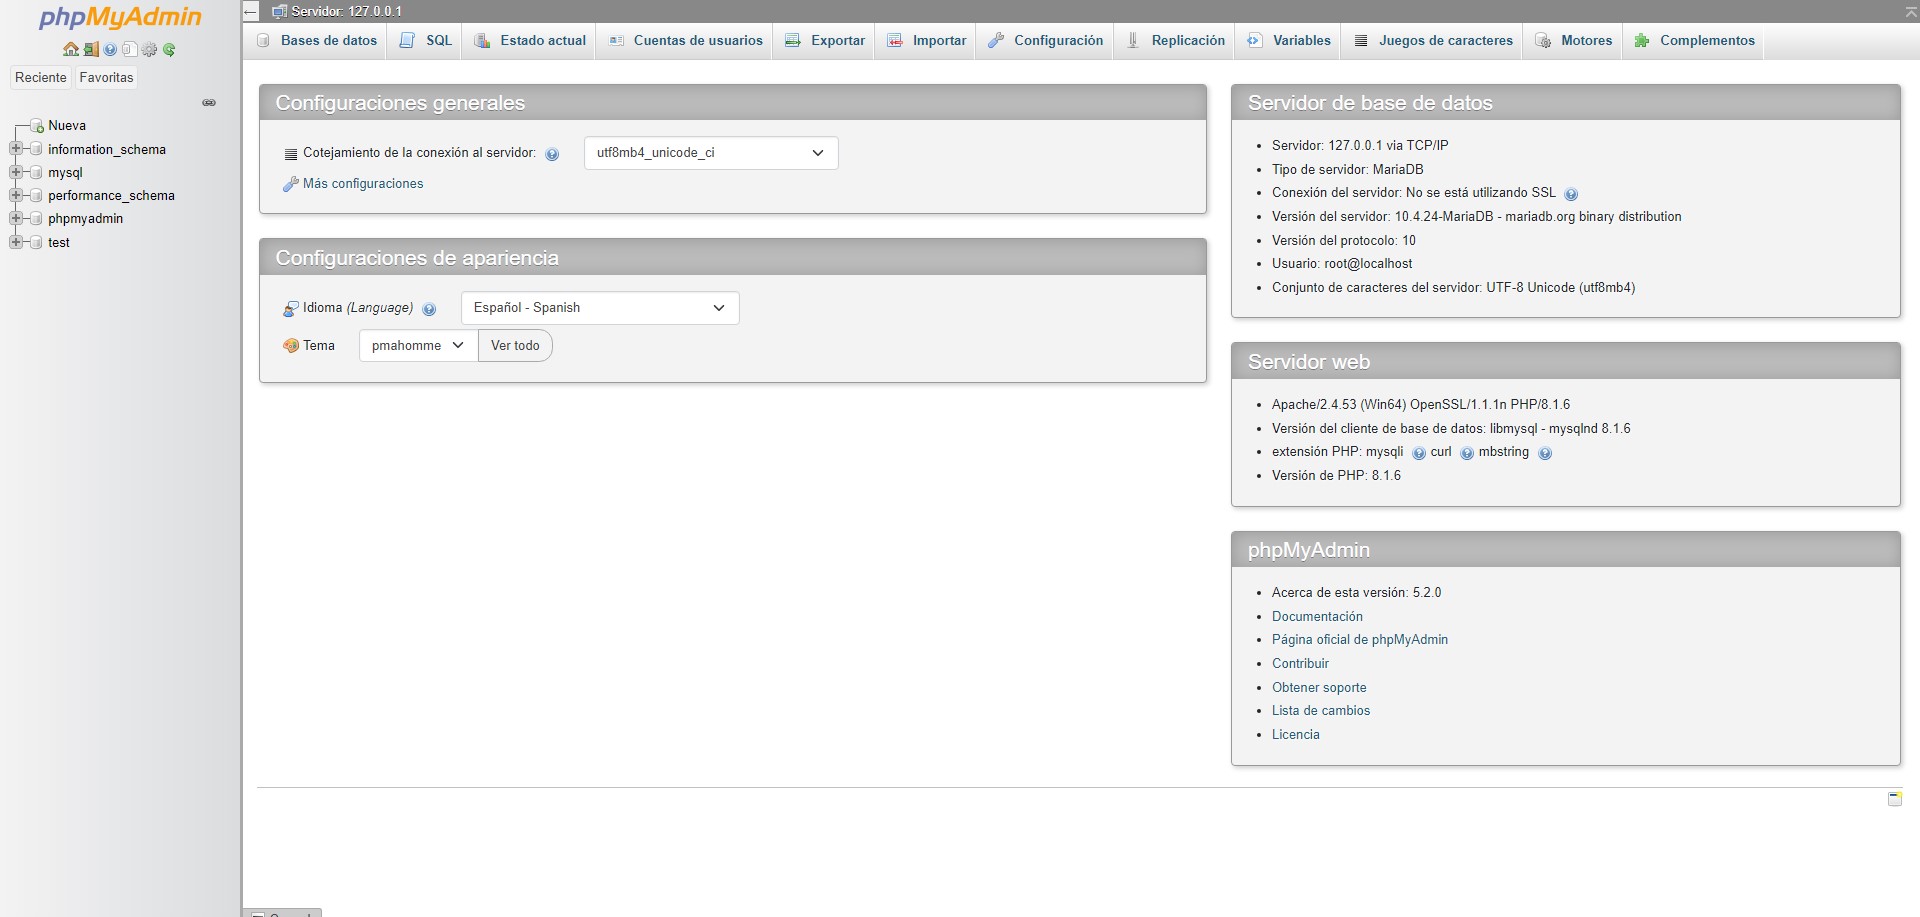 phpMyAdmin
Reciente Favoritas
Nueva
information_schema
mysql
performance_schema
phpmyadmin
test
Servidor: 127.0.0.1
Bases de datos SQL Estado actual Cuentas de usuarios Exportar Importar Configuración Replicación Variables Juegos de caracteres Motores Complementos
Configuraciones generales
Cotejamiento de la conexión al servidor: utf8mb4_unicode_ci
Más configuraciones
Configuraciones de apariencia
Idioma (Language) Español - Spanish
Tema pmahomme Ver todo
Servidor de base de datos
• Servidor: 127.0.0.1 via TCP/IP
• Tipo de servidor: MariaDB
• Conexión del servidor: No se está utilizando SSL
• Versión del servidor: 10.4.24-MariaDB - mariadb.org binary distribution
• Versión del protocolo: 10
• Usuario: root@localhost
• Conjunto de caracteres del servidor: UTF-8 Unicode (utf8mb4)
Servidor web
• Apache/2.4.53 (Win64) OpenSSL/1.1.1n PHP/8.1.6
• Versión del cliente de base de datos: libmysql - mysqlnd 8.1.6
• extensión PHP: mysqli curl mbstring
• Versión de PHP: 8.1.6
phpMyAdmin
• Acerca de esta versión: 5.2.0
• Documentación
• Página oficial de phpMyAdmin
• Contribuir
• Obtener soporte
• Lista de cambios
• Licencia